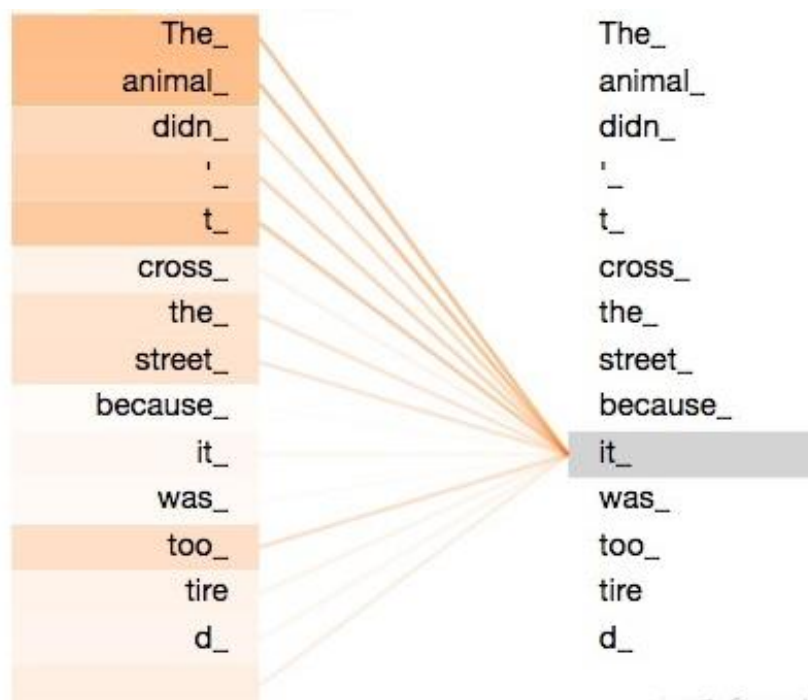 The_ The_
animal_ animal_
didn_ didn_
'_ '_
t_ t_
cross_ cross_
the_ the_
street_ street_
because_ because_
it_ it_
was_ was_
too_ too_
tire tire
d_ d_